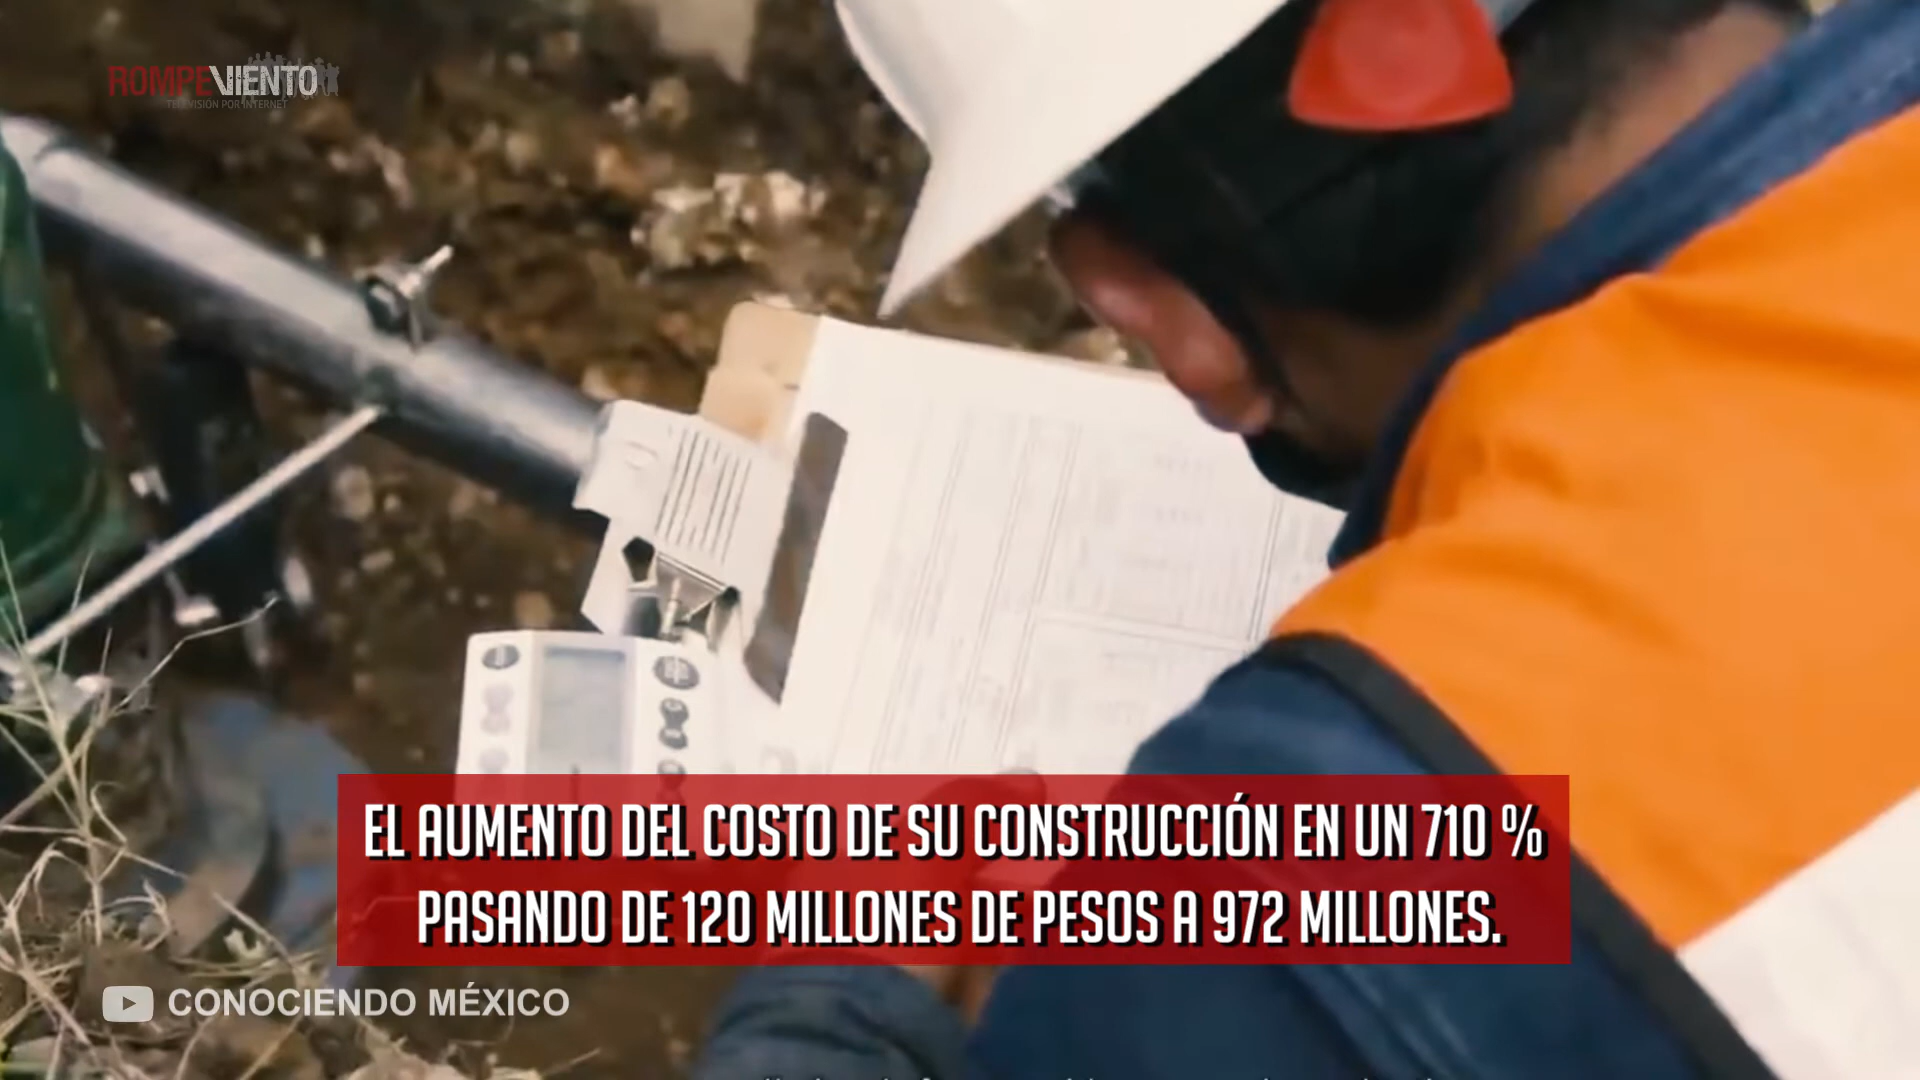 ROMPEVIENTO
TELEVISIÓN POR INTERNET
EL AUMENTO DEL COSTO DE SU CONSTRUCCIÓN EN UN 710 %
PASANDO DE 120 MILLONES DE PESOS A 972 MILLONES.
CONOCIENDO MÉXICO